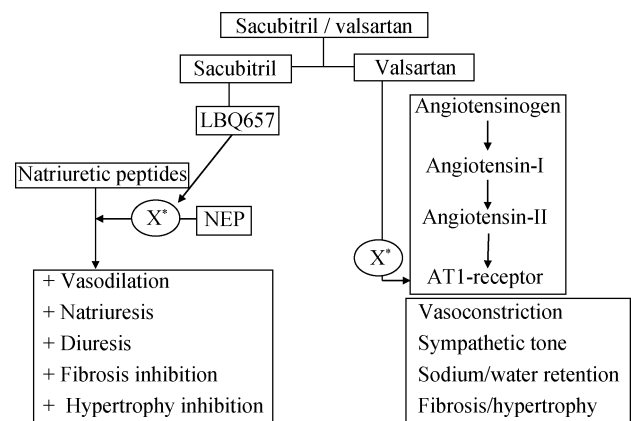 Sacubitril / valsartan
Sacubitril
Valsartan
LBQ657
Natriuretic peptides
X*
NEP
+ Vasodilation
+ Natriuresis
+ Diuresis
+ Fibrosis inhibition
+ Hypertrophy inhibition
Angiotensinogen
Angiotensin-I
Angiotensin-II
X*
AT1-receptor
Vasoconstriction
Sympathetic tone
Sodium/water retention
Fibrosis/hypertrophy